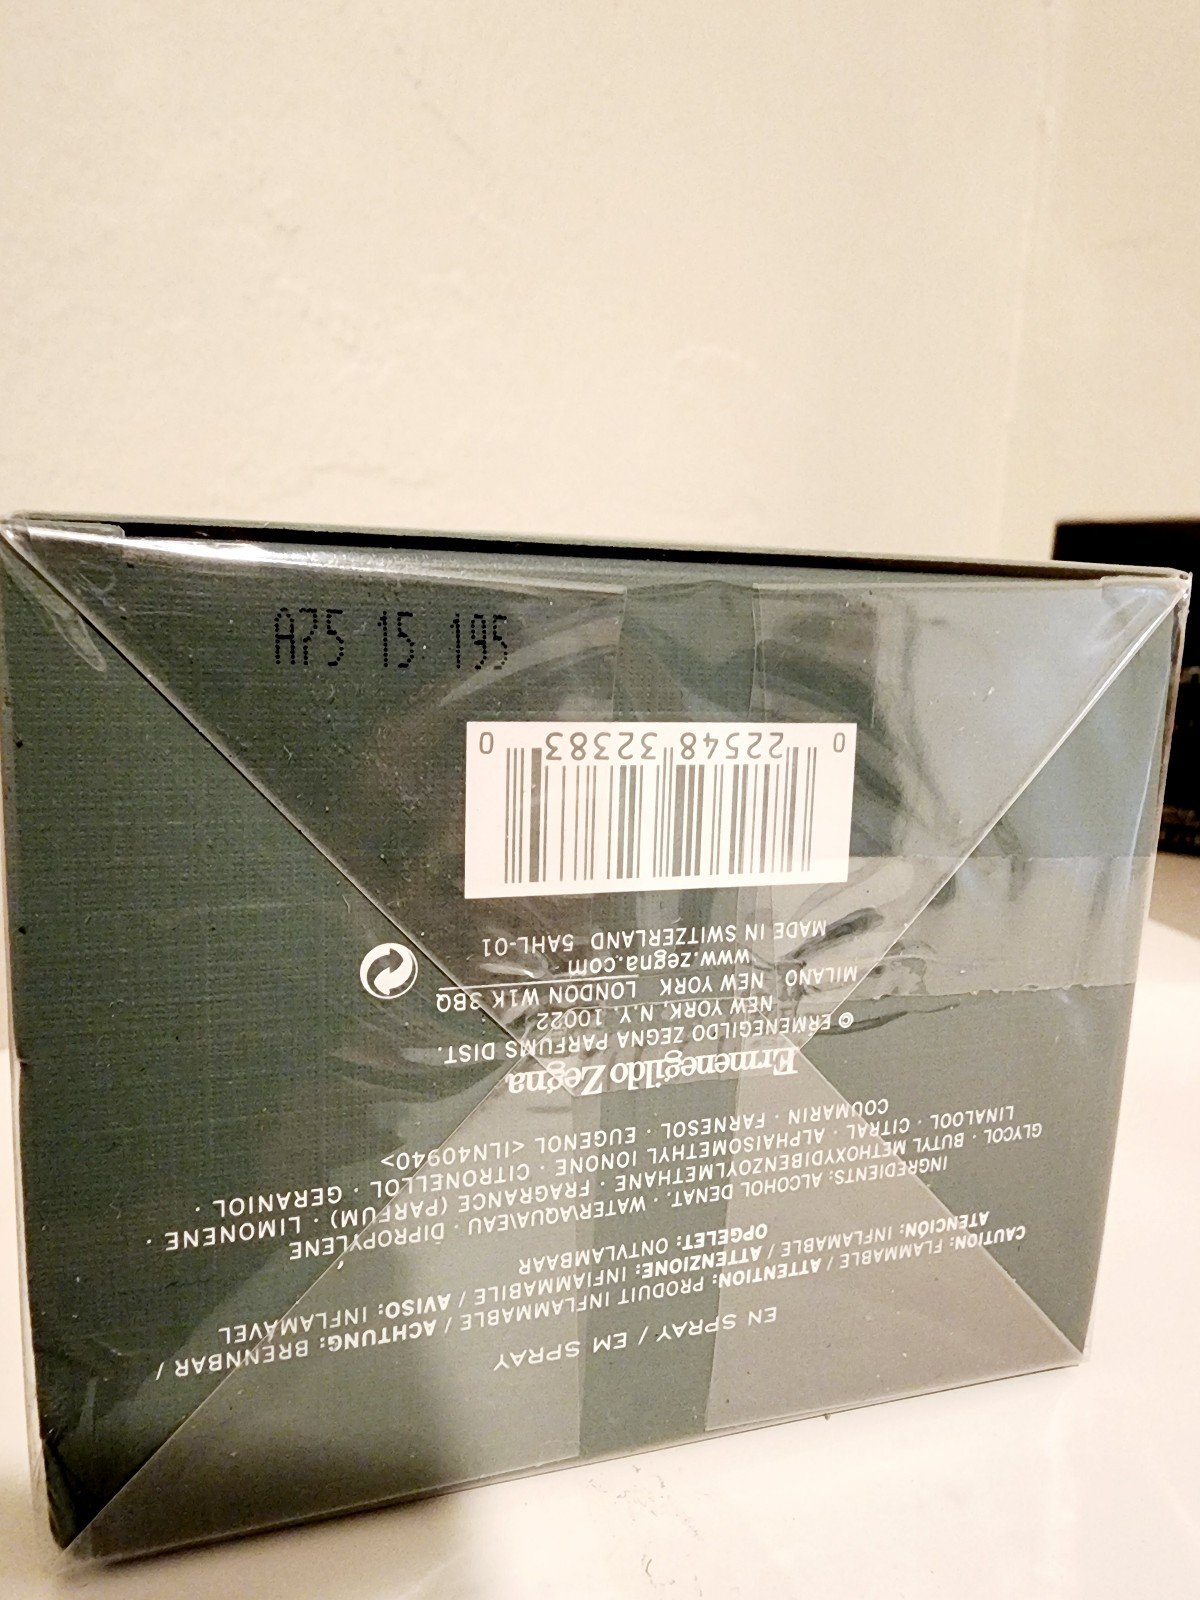 EN SPRAY / EM SPRAY
CAUTION: FLAMMABLE / ATTENTION: PRODUIT INFLAMMABLE / ACHTUNG: BRENNBAR /
ATENCIÓN: INFLAMABLE / ATTENZIONE: INFIAMMABILE / AVISO: INFLAMÁVEL
OPGELET: ONTVLAMBAAR
INGREDIENTS: ALCOHOL DENAT. · WATER\AQUA\EAU · DIPROPYLENE
GLYCOL · BUTYL METHOXYDIBENZOYLMETHANE · FRAGRANCE (PARFUM) · LIMONENE ·
LINALOOL · CITRAL · ALPHAISOMETHYL IONONE · CITRONELLOL · GERANIOL ·
COUMARIN · FARNESOL · EUGENOL <ILN40940>
Ermenegildo Zegna
© ERMENEGILDO ZEGNA PARFUMS DIST.
NEW YORK, N.Y. 10022
MILANO NEW YORK LONDON W1K 3BQ
www.zegna.com
MADE IN SWITZERLAND 5AHL-01
0 22548 32383 0
A75 15 195